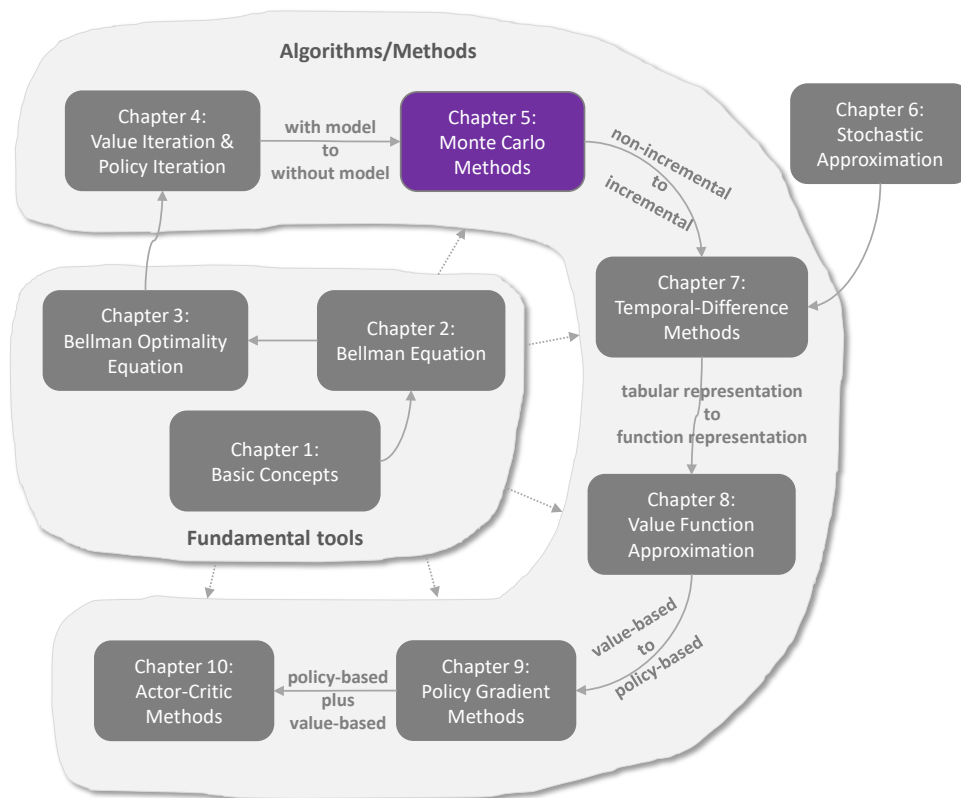 Algorithms/Methods
Chapter 4:
Value Iteration &
Policy Iteration
with model
to
without model
Chapter 5:
Monte Carlo
Methods
non-incremental
to
incremental
Chapter 6:
Stochastic
Approximation
Chapter 3:
Bellman Optimality
Equation
Chapter 2:
Bellman Equation
Chapter 7:
Temporal-Difference
Methods
Chapter 1:
Basic Concepts
Fundamental tools
tabular representation
to
function representation
Chapter 8:
Value Function
Approximation
value-based
to
policy-based
Chapter 9:
Policy Gradient
Methods
policy-based
plus
value-based
Chapter 10:
Actor-Critic
Methods